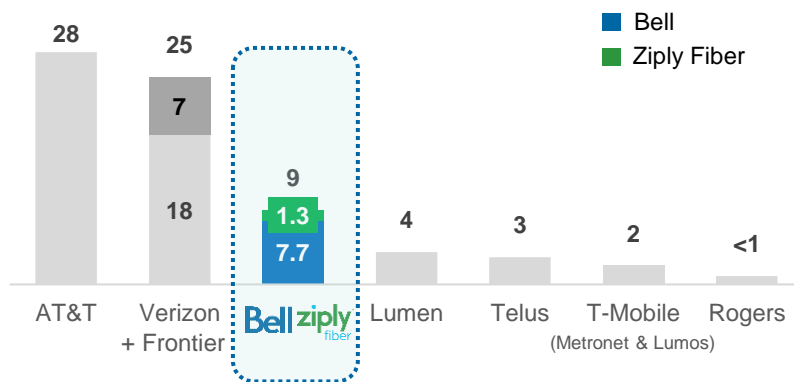 28
25
Bell
Ziply Fiber
7
9
18
1.3
7.7
4
3
2
<1
AT&T
Verizon
+ Frontier
Bell ziply
fiber
Lumen
Telus
T-Mobile
(Metronet & Lumos)
Rogers